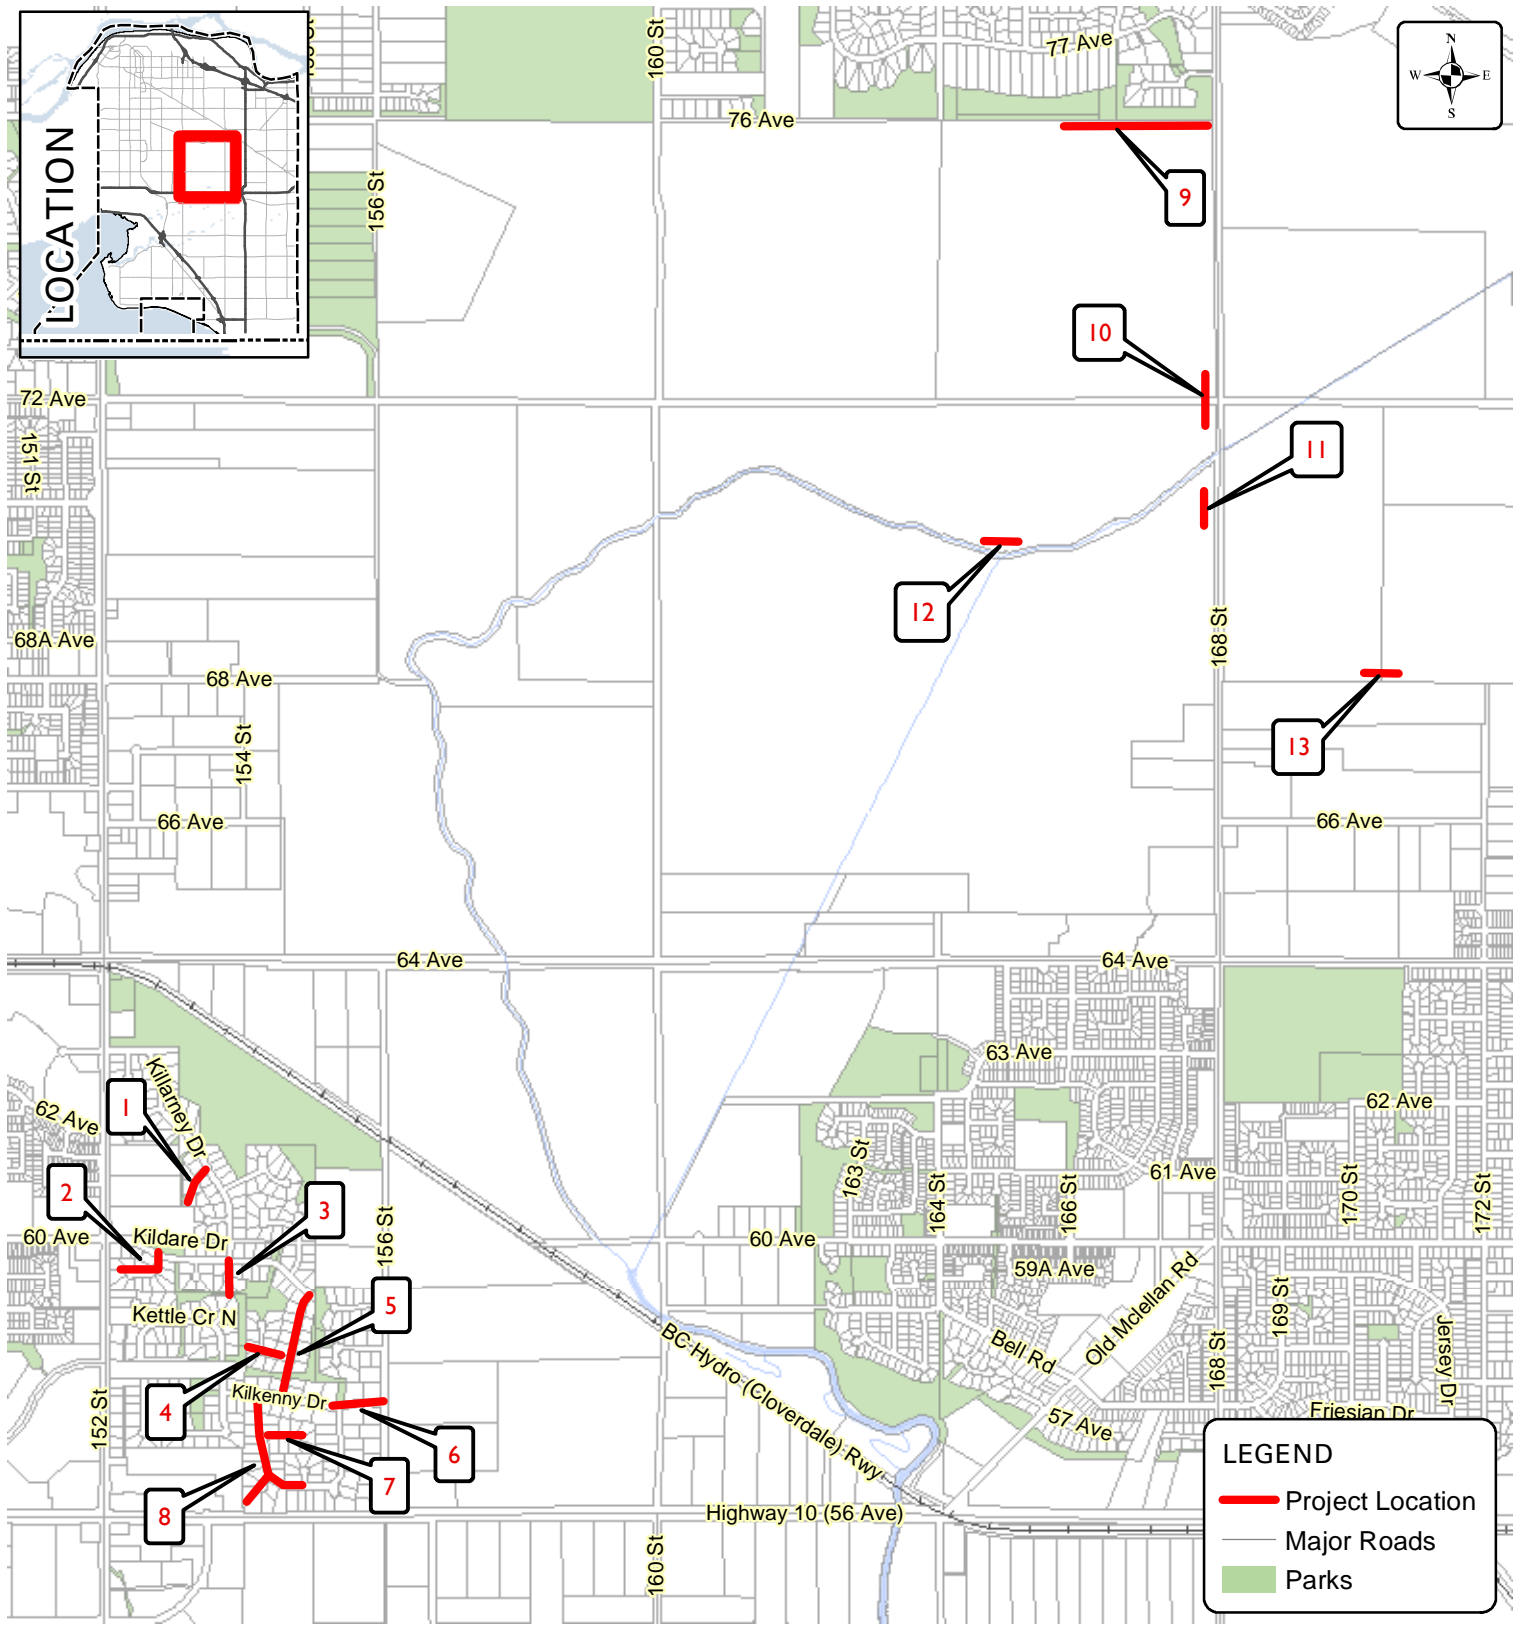 LOCATION
N
W E
S
160 St
77 Ave
76 Ave
156 St
9
10
72 Ave
151 St
11
12
68A Ave
168 St
68 Ave
154 St
13
66 Ave
66 Ave
64 Ave
64 Ave
63 Ave
Killarney Dr
1
62 Ave
62 Ave
163 St
61 Ave
2
3
164 St
166 St
170 St
172 St
156 St
60 Ave
Kildare Dr
60 Ave
59A Ave
Old Mclellan Rd
169 St
5
Kettle Cr N
Bell Rd
Jersey Dr
168 St
BC Hydro (Cloverdale) Rwy
152 St
4
Kilkenny Dr
57 Ave
Friesian Dr
6
7
8
Highway 10 (56 Ave)
160 St
LEGEND
Project Location
Major Roads
Parks